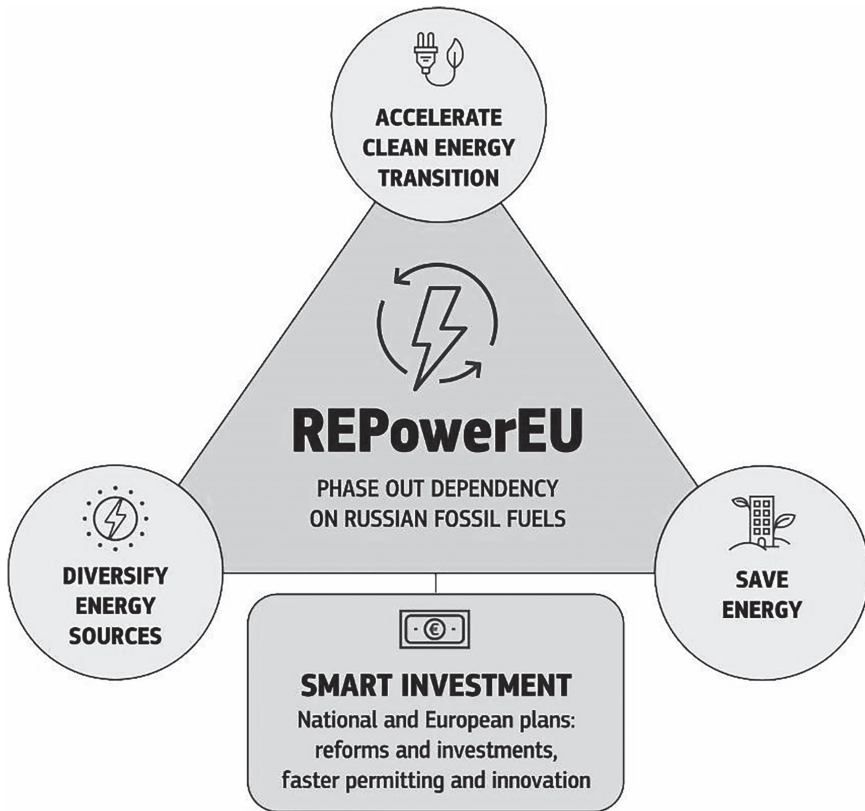 ACCELERATE
CLEAN ENERGY
TRANSITION
REPowerEU
PHASE OUT DEPENDENCY
ON RUSSIAN FOSSIL FUELS
DIVERSIFY
ENERGY
SOURCES
SAVE
ENERGY
€
SMART INVESTMENT
National and European plans:
reforms and investments,
faster permitting and innovation